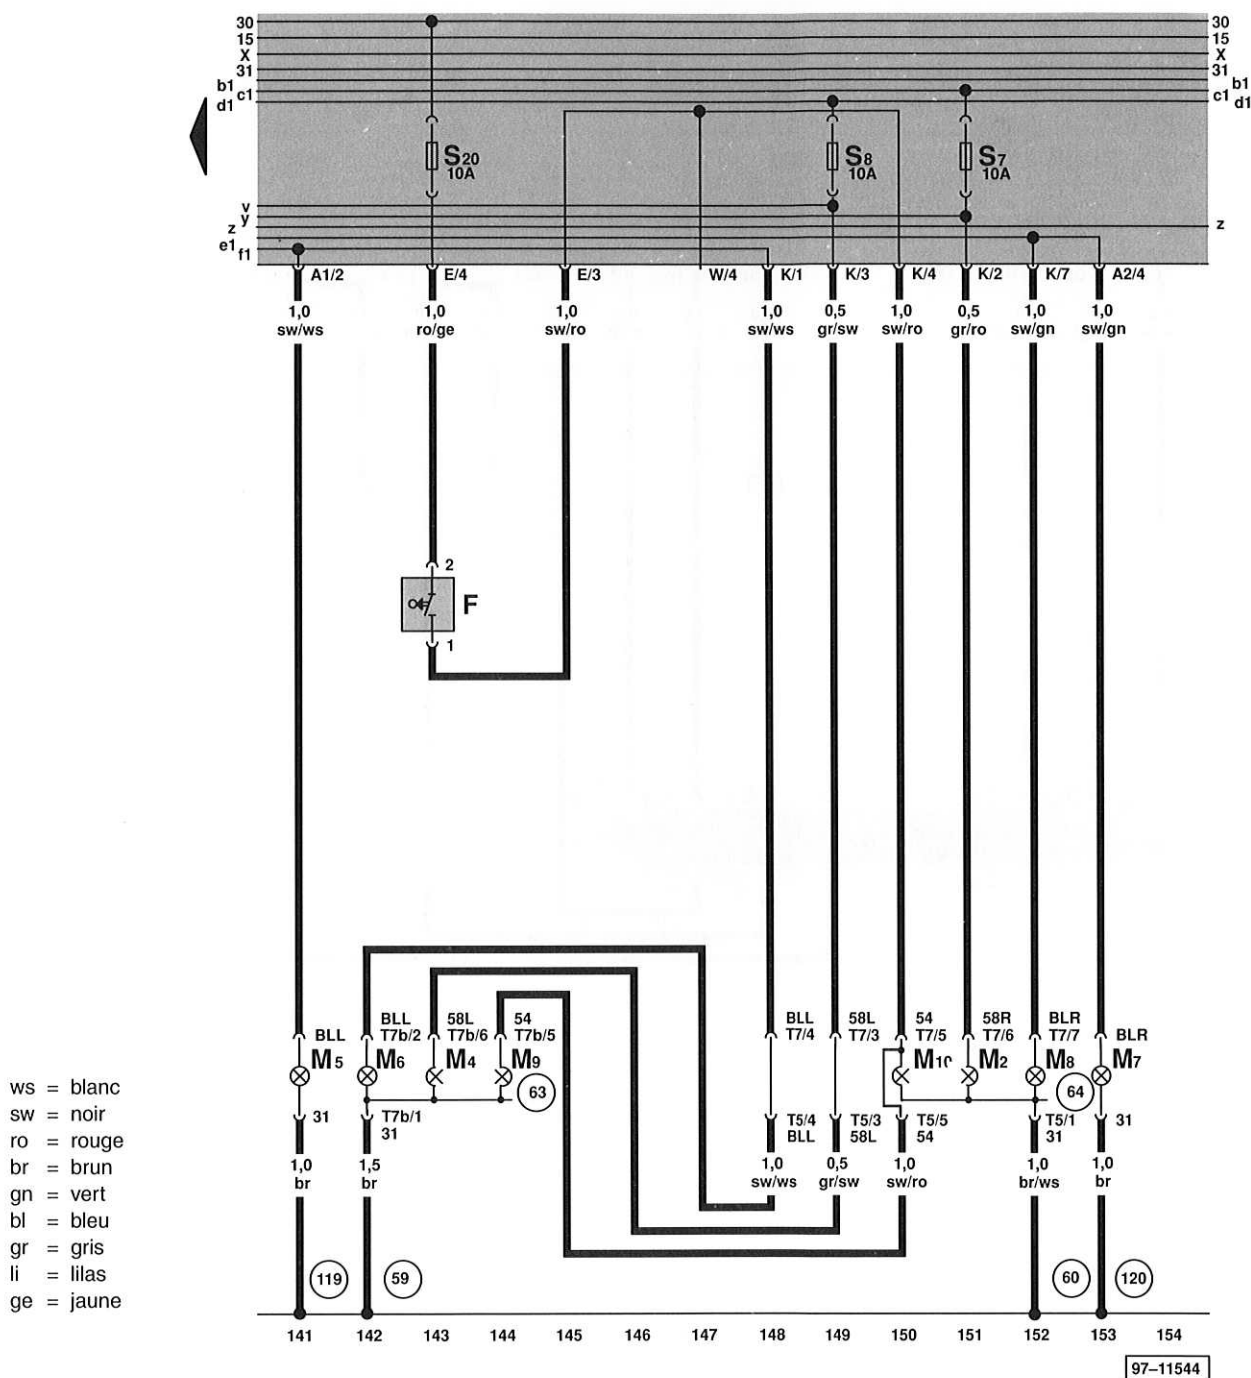 30 30
15 15
X X
31 31
b1 b1
c1 c1
d1 d1
S20 S8 S7
10A 10A 10A
v
y
z z
e1
f1
A1/2 E/4 E/3 W/4 K/1 K/3 K/4 K/2 K/7 A2/4
1,0 1,0 1,0 1,0 0,5 1,0 0,5 1,0 1,0
sw/ws ro/ge sw/ro sw/ws gr/sw sw/ro gr/ro sw/gn sw/gn
2
F
1
BLL 58L 54 BLL 58L 54 58R BLR
BLL T7b/2 T7b/6 T7b/5 T7/4 T7/3 T7/5 T7/6 T7/7 BLR
M5 M6 M4 M9 M10 M2 M8 M7
63 64
31 T7b/1 T5/4 T5/3 T5/5 T5/1 31
31 BLL 58L 54 31
1,0 1,5 1,0 0,5 1,0 1,0 1,0
br br sw/ws gr/sw sw/ro br/ws br
ws = blanc
sw = noir
ro = rouge
br = brun
gn = vert
bl = bleu
gr = gris
li = lilas
ge = jaune
119 59 60 120
141 142 143 144 145 146 147 148 149 150 151 152 153 154
97-11544